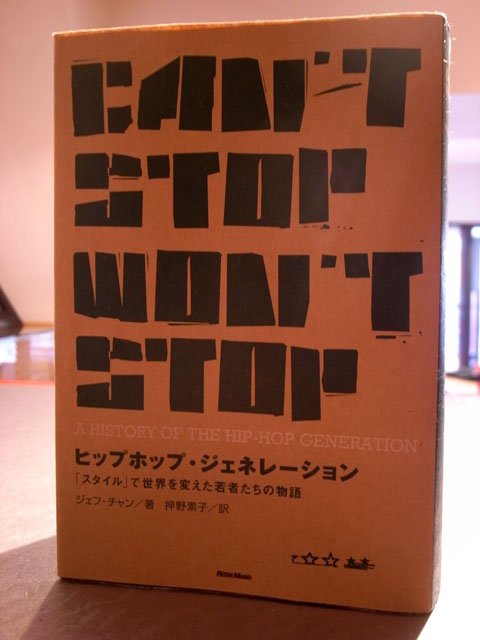 CAN'T
STOP
WON'T
STOP
A HISTORY OF THE HIP-HOP GENERATION
ヒップホップ・ジェネレーション
「スタイル」で世界を変えた若者たちの物語
ジェフ・チャン／著 押野素子／訳
Rittor Music